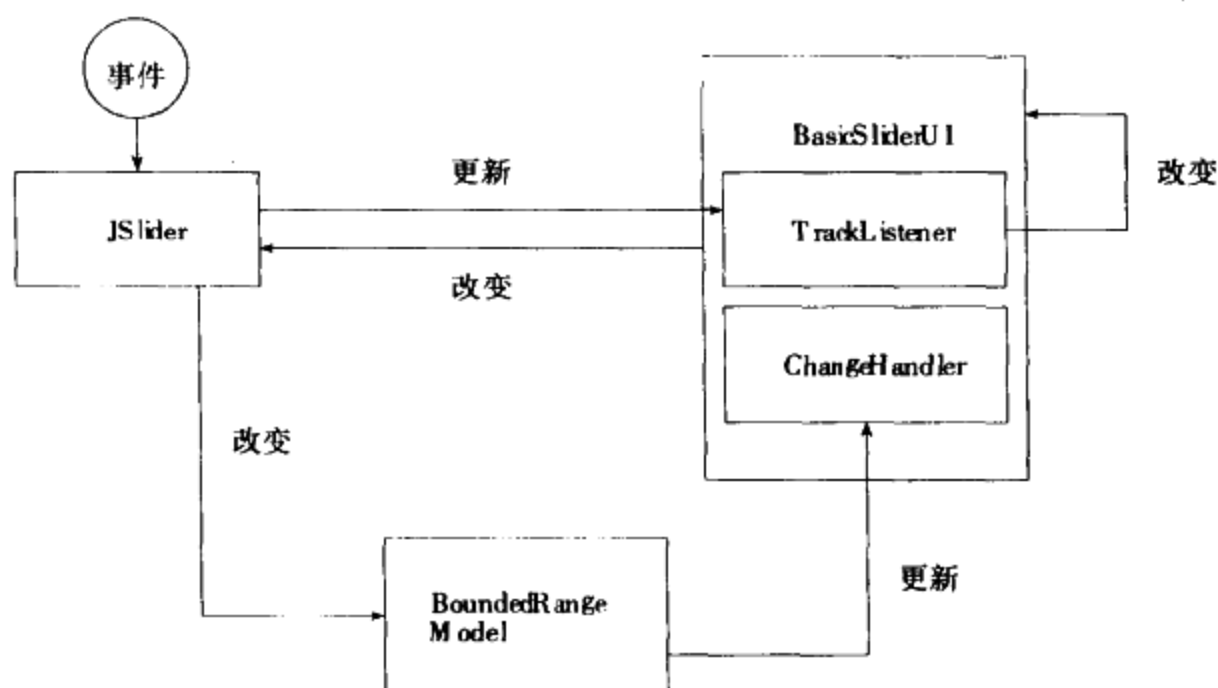 事件
BasicSliderUI
更新
改变
JSlider
TrackListener
改变
ChangeHandler
改变
更新
BoundedRange
Model